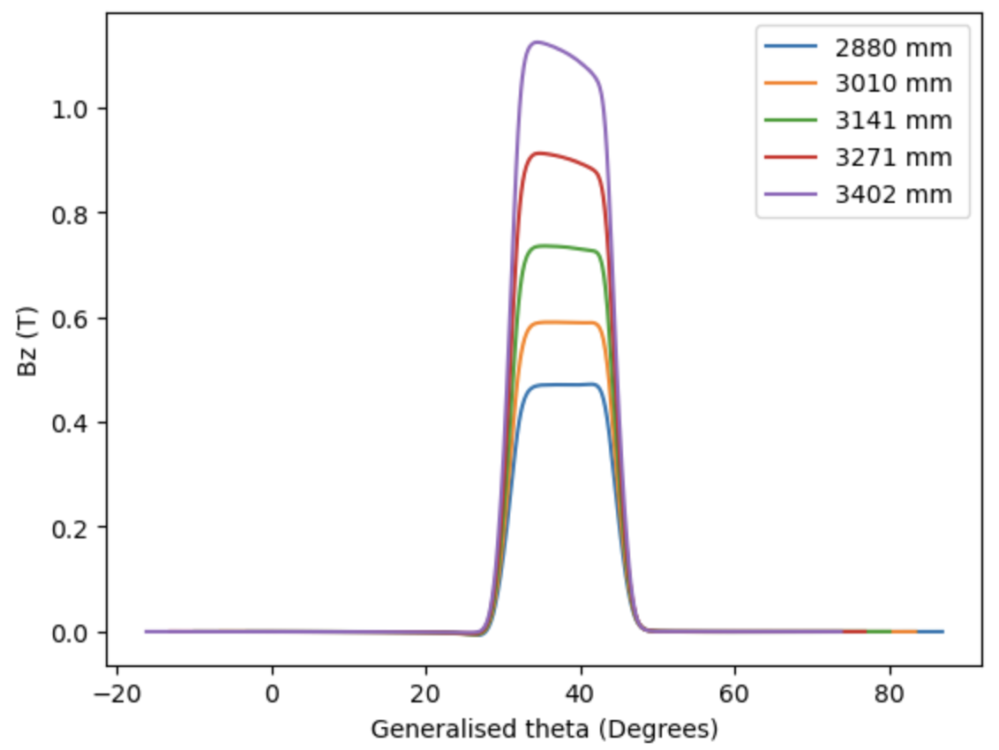 2880 mm
3010 mm
3141 mm
3271 mm
3402 mm
1.0
0.8
0.6
0.4
0.2
0.0
Bz (T)
−20 0 20 40 60 80
Generalised theta (Degrees)